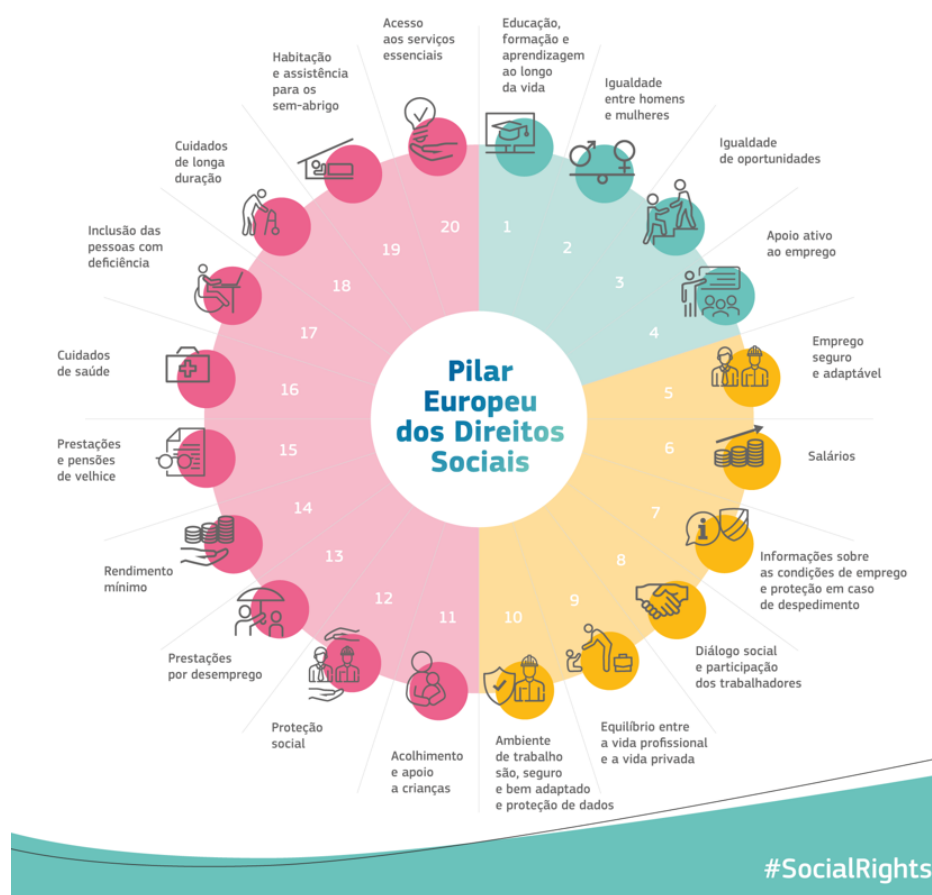 Pilar
Europeu
dos Direitos
Sociais
1
Educação,
formação e
aprendizagem
ao longo
da vida
2
Igualdade
entre homens
e mulheres
3
Igualdade
de oportunidades
4
Apoio ativo
ao emprego
5
Emprego
seguro
e adaptável
6
Salários
7
Informações sobre
as condições de emprego
e proteção em caso
de despedimento
8
Diálogo social
e participação
dos trabalhadores
9
Equilíbrio entre
a vida profissional
e a vida privada
10
Ambiente
de trabalho
são, seguro
e bem adaptado
e proteção de dados
11
Acolhimento
e apoio
a crianças
12
Proteção
social
13
Prestações
por desemprego
14
Rendimento
mínimo
15
Prestações
e pensões
de velhice
16
Cuidados
de saúde
17
Inclusão das
pessoas com
deficiência
18
Cuidados
de longa
duração
19
Habitação
e assistência
para os
sem-abrigo
20
Acesso
aos serviços
essenciais
i
#SocialRights